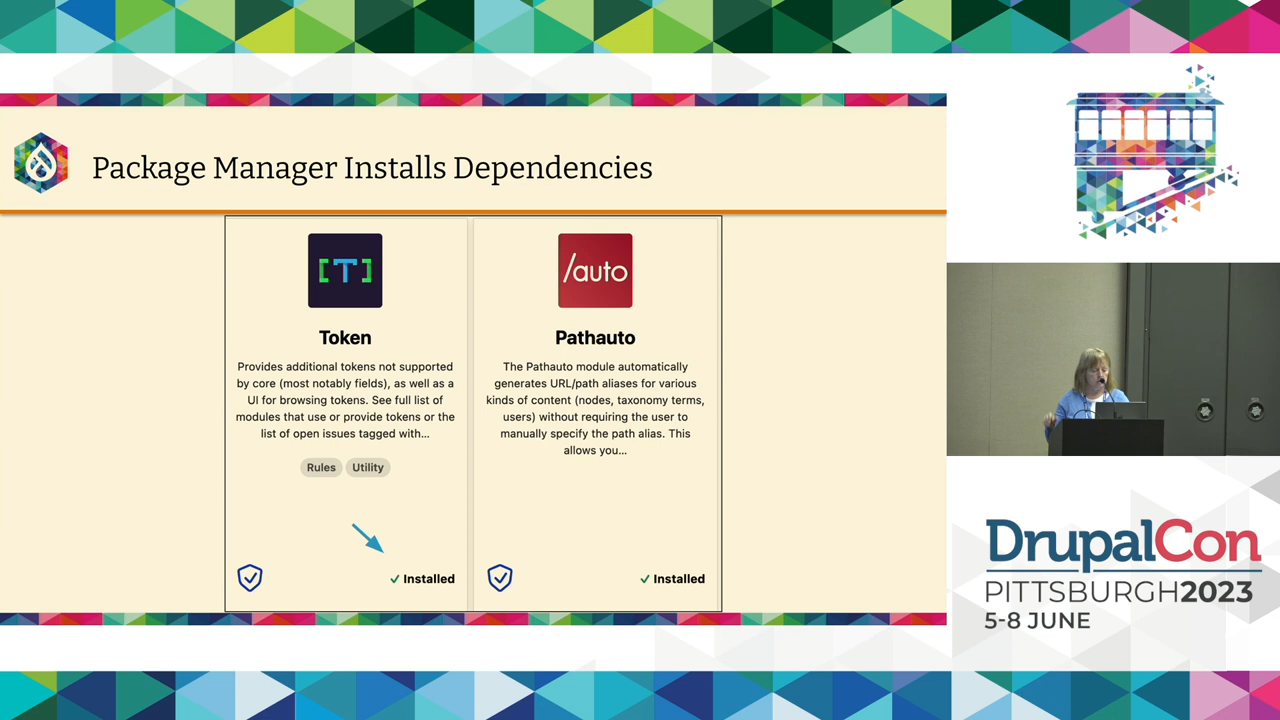 Package Manager Installs Dependencies
[T]
Token
Provides additional tokens not supported
by core (most notably fields), as well as a
UI for browsing tokens. See full list of
modules that use or provide tokens or the
list of open issues tagged with...
Rules
Utility
Installed
/auto
Pathauto
The Pathauto module automatically
generates URL/path aliases for various
kinds of content (nodes, taxonomy terms,
users) without requiring the user to
manually specify the path alias. This
allows you...
Installed
DrupalCon
PITTSBURGH2023
5-8 JUNE